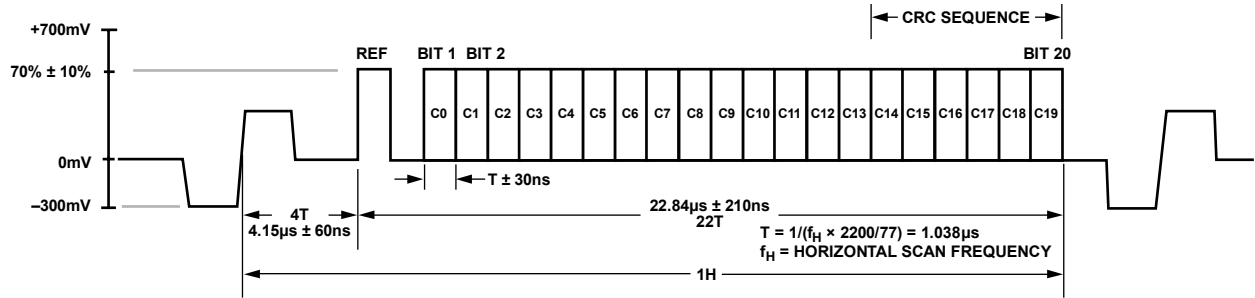 +700mV
CRC SEQUENCE
REF
BIT 1
BIT 2
BIT 20
70% ± 10%
C0 C1 C2 C3 C4 C5 C6 C7 C8 C9 C10 C11 C12 C13 C14 C15 C16 C17 C18 C19
0mV
T ± 30ns
–300mV
4T
4.15µs ± 60ns
22.84µs ± 210ns
22T
T = 1/(fH × 2200/77) = 1.038µs
fH = HORIZONTAL SCAN FREQUENCY
1H